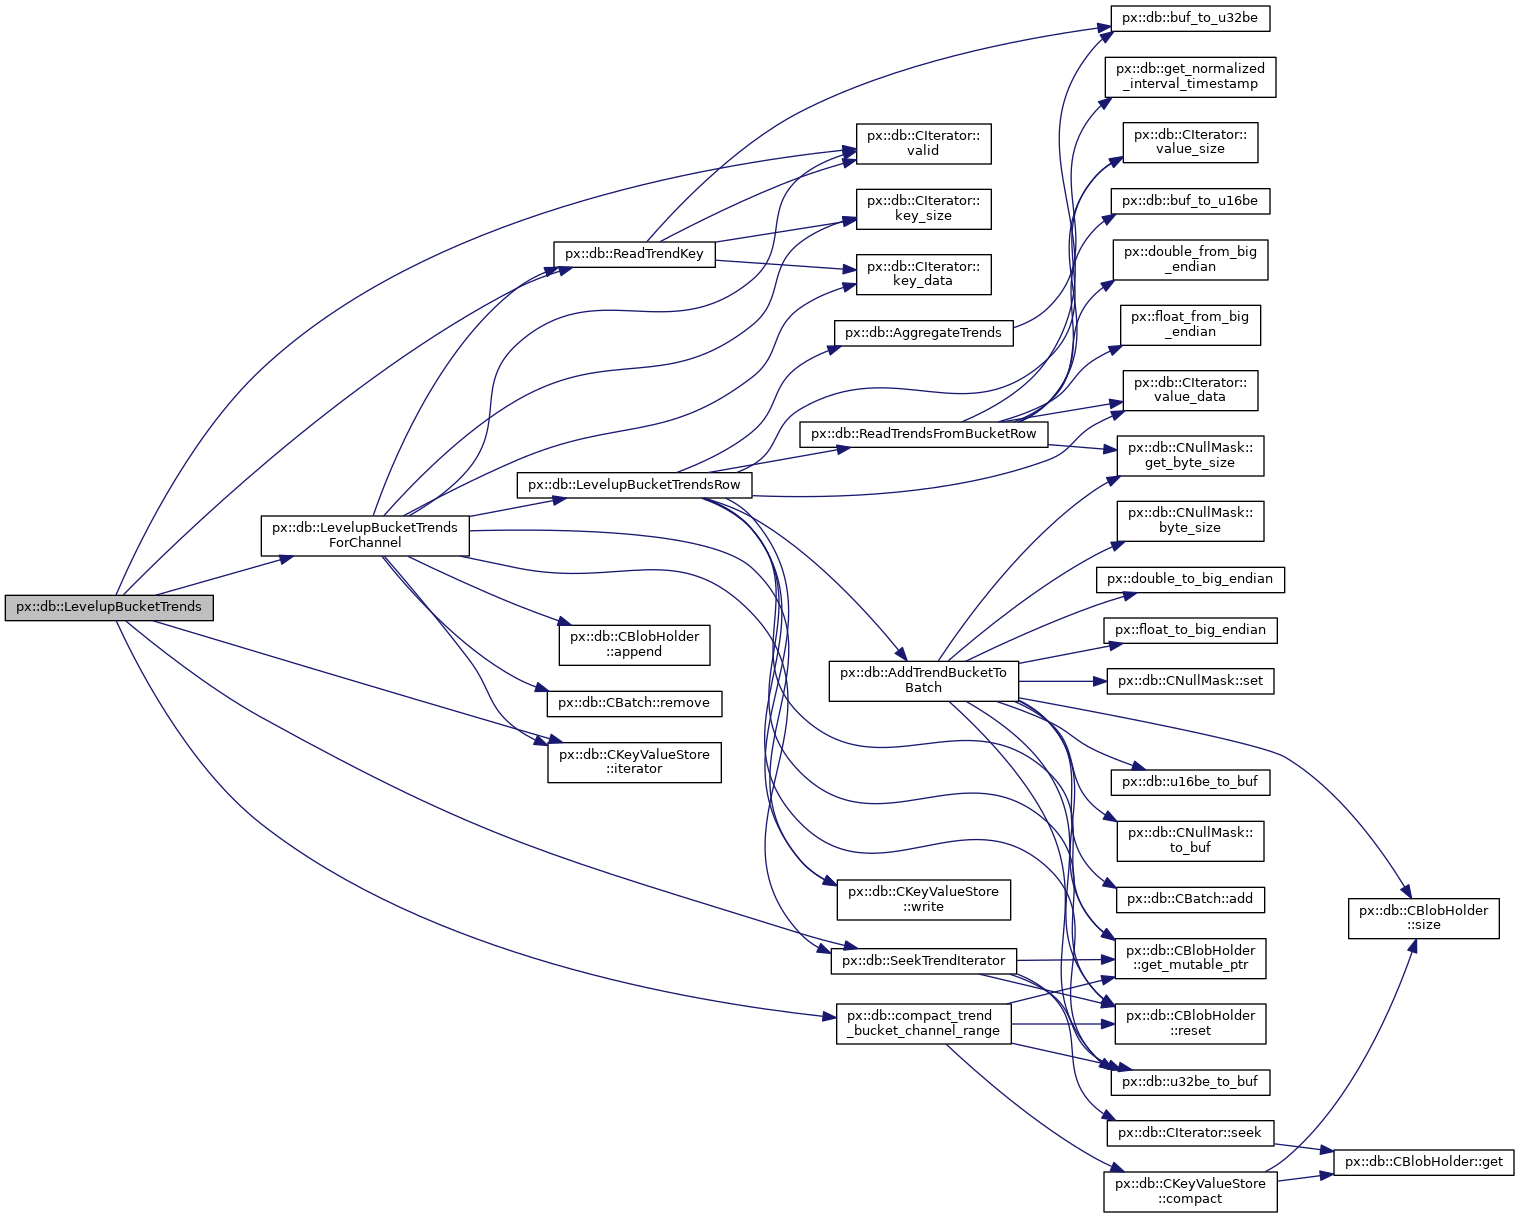 px::db::LevelupBucketTrends
px::db::LevelupBucketTrends
ForChannel
px::db::ReadTrendKey
px::db::LevelupBucketTrendsRow
px::db::CBlobHolder
::append
px::db::CBatch::remove
px::db::CKeyValueStore
::iterator
px::db::CIterator::
valid
px::db::CIterator::
key_size
px::db::CIterator::
key_data
px::db::AggregateTrends
px::db::ReadTrendsFromBucketRow
px::db::AddTrendBucketTo
Batch
px::db::CKeyValueStore
::write
px::db::SeekTrendIterator
px::db::compact_trend
_bucket_channel_range
px::db::buf_to_u32be
px::db::get_normalized
_interval_timestamp
px::db::CIterator::
value_size
px::db::buf_to_u16be
px::double_from_big
_endian
px::float_from_big
_endian
px::db::CIterator::
value_data
px::db::CNullMask::
get_byte_size
px::db::CNullMask::
byte_size
px::double_to_big_endian
px::float_to_big_endian
px::db::CNullMask::set
px::db::u16be_to_buf
px::db::CNullMask::
to_buf
px::db::CBatch::add
px::db::CBlobHolder
::get_mutable_ptr
px::db::CBlobHolder
::reset
px::db::u32be_to_buf
px::db::CIterator::seek
px::db::CKeyValueStore
::compact
px::db::CBlobHolder
::size
px::db::CBlobHolder::get